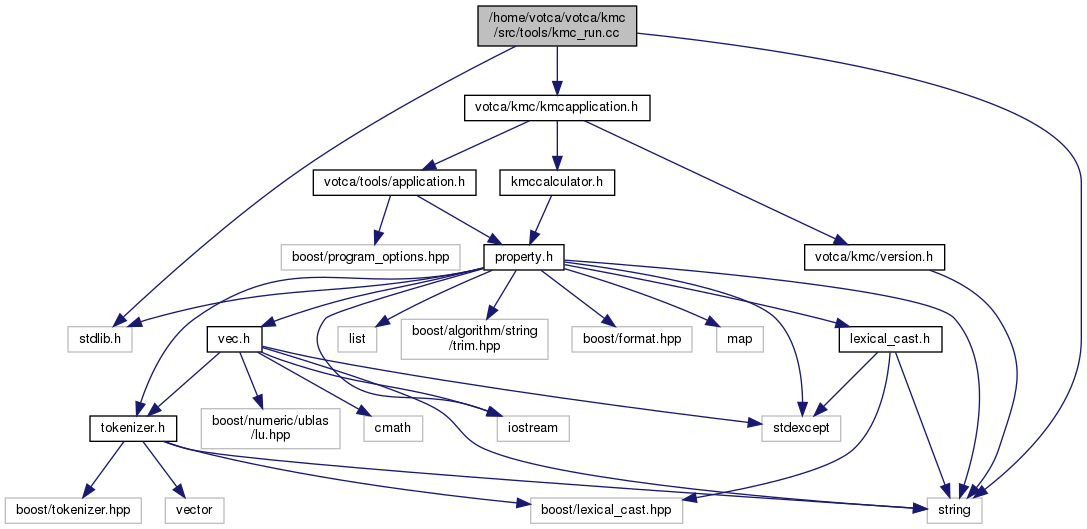 /home/votca/votca/kmc
/src/tools/kmc_run.cc
votca/kmc/kmcapplication.h
votca/tools/application.h
kmccalculator.h
boost/program_options.hpp
property.h
votca/kmc/version.h
stdlib.h
vec.h
list
boost/algorithm/string
/trim.hpp
boost/format.hpp
map
lexical_cast.h
tokenizer.h
boost/numeric/ublas
/lu.hpp
cmath
iostream
stdexcept
boost/tokenizer.hpp
vector
boost/lexical_cast.hpp
string